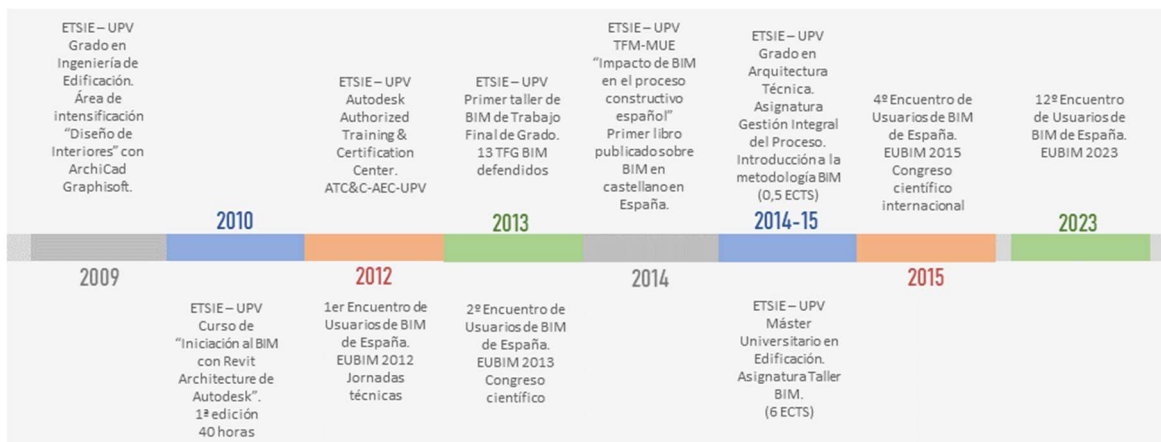 ETSIE – UPV
Grado en
Ingeniería de
Edificación.
Área de
intensificación
“Diseño de
Interiores” con
ArchiCad
Graphisoft.
2009
2010
ETSIE – UPV
Curso de
“Iniciación al BIM
con Revit
Architecture de
Autodesk”.
1ª edición
40 horas
ETSIE – UPV
Autodesk
Authorized
Training &
Certification
Center.
ATC&C-AEC-UPV
2012
1er Encuentro de
Usuarios de BIM
de España.
EUBIM 2012
Jornadas
técnicas
ETSIE – UPV
Primer taller de
BIM de Trabajo
Final de Grado.
13 TFG BIM
defendidos
2013
2º Encuentro de
Usuarios de BIM
de España.
EUBIM 2013
Congreso
científico
ETSIE – UPV
TFM-MUE
“Impacto de BIM
en el proceso
constructivo
español”
Primer libro
publicado sobre
BIM en
castellano en
España.
2014
ETSIE – UPV
Grado en
Arquitectura
Técnica.
Asignatura
Gestión Integral
del Proceso.
Introducción a la
metodología BIM
(0,5 ECTS)
2014-15
ETSIE – UPV
Máster
Universitario en
Edificación.
Asignatura Taller
BIM.
(6 ECTS)
4º Encuentro de
Usuarios de BIM
de España.
EUBIM 2015
Congreso
científico
internacional
2015
12º Encuentro
de Usuarios de
BIM de España.
EUBIM 2023
2023